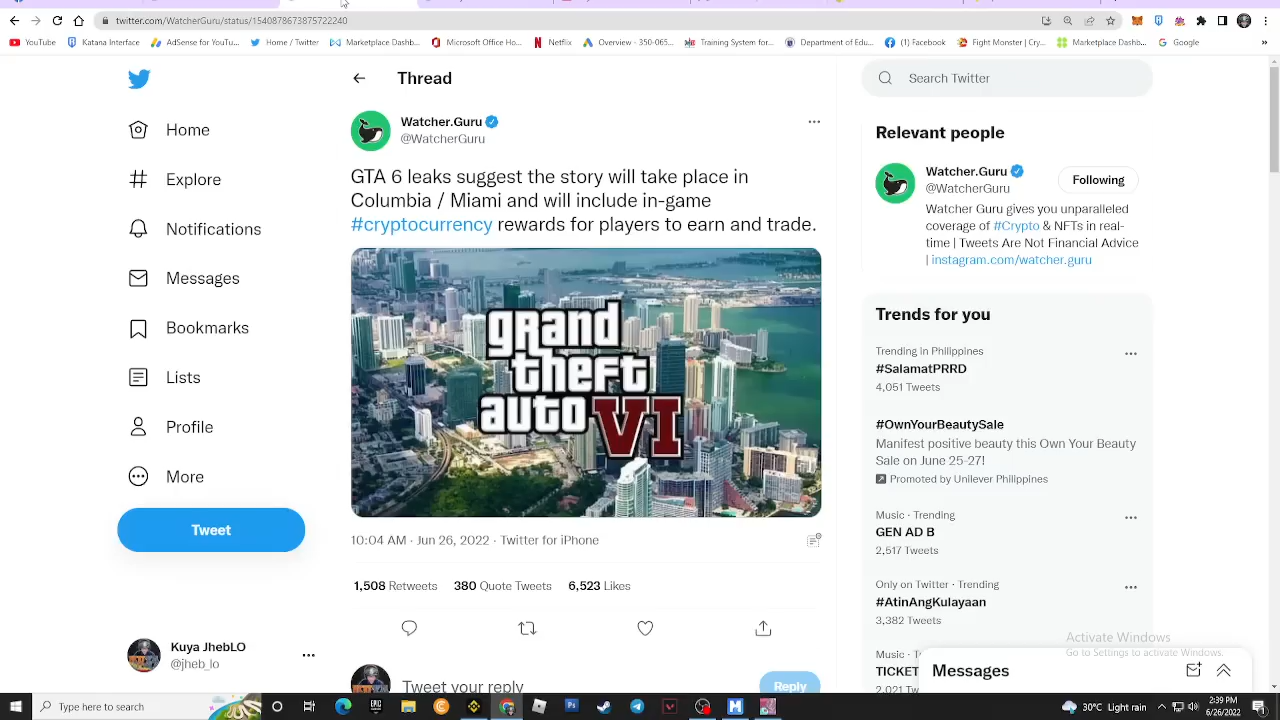 twitter.com/WatcherGuru/status/1540878673875722240
YouTube
Katana Interface
AdSense for YouTu...
Home / Twitter
Marketplace Dashb...
Microsoft Office Ho...
Netflix
Overview - 350-065...
Training System for...
Department of Edu...
(1) Facebook
Fight Monster | Cry...
Marketplace Dashb...
Google
»
Home
Explore
Notifications
Messages
Bookmarks
Lists
Profile
More
Tweet
Kuya JhebLO
@jheb_lo
Thread
Watcher.Guru
@WatcherGuru
GTA 6 leaks suggest the story will take place in
Columbia / Miami and will include in-game
#cryptocurrency rewards for players to earn and trade.
grand
theft
auto VI
10:04 AM · Jun 26, 2022 · Twitter for iPhone
1,508 Retweets 380 Quote Tweets 6,523 Likes
Tweet your reply
Reply
Search Twitter
Relevant people
Watcher.Guru
@WatcherGuru
Following
Watcher Guru gives you unparalleled
coverage of #Crypto & NFTs in real-
time | Tweets Are Not Financial Advice
| instagram.com/watcher.guru
Trends for you
Trending in Philippines
#SalamatPRRD
4,051 Tweets
#OwnYourBeautySale
Manifest positive beauty this Own Your Beauty
Sale on June 25-27!
Promoted by Unilever Philippines
Music · Trending
GEN AD B
2,517 Tweets
Only on Twitter · Trending
#AtinAngKulayaan
3,382 Tweets
TICKET
2,021
Activate Windows
Go to Settings to activate Windows.
Messages
Type here to search
EPIC
30°C Light rain
2:39 PM
6/26/2022